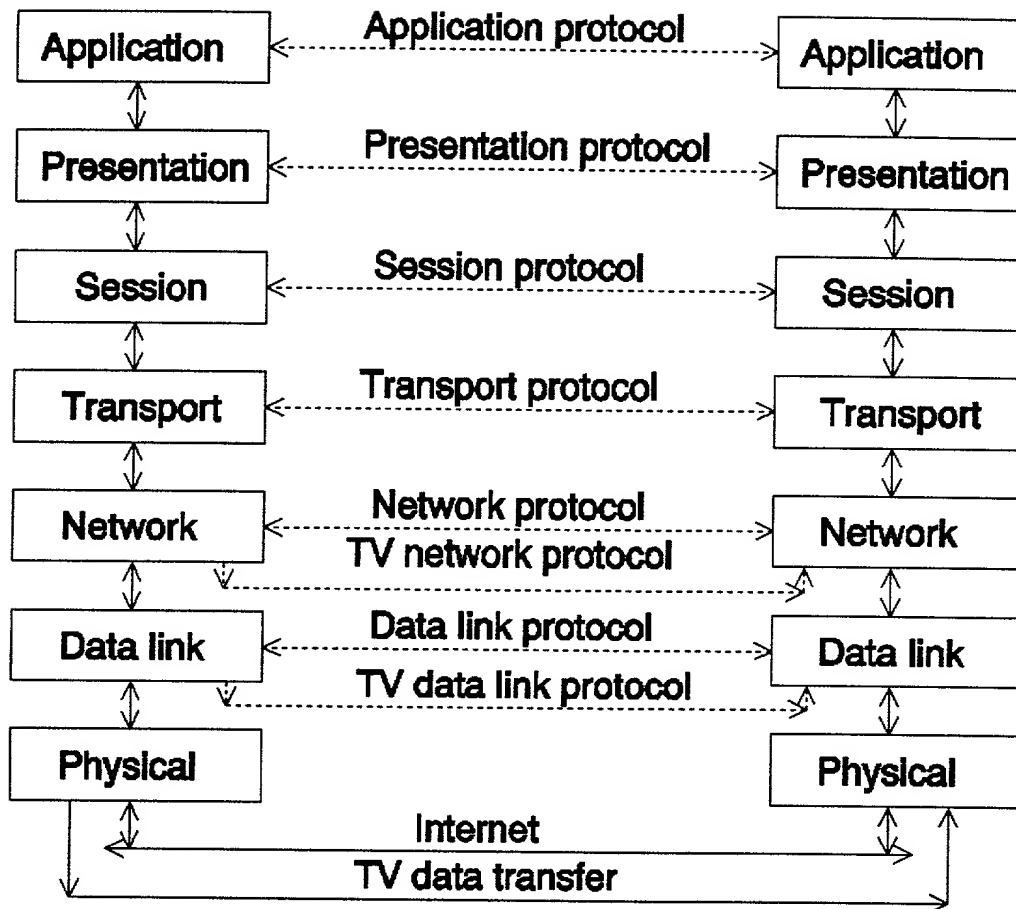 Application
Application protocol
Application
Presentation
Presentation protocol
Presentation
Session
Session protocol
Session
Transport
Transport protocol
Transport
Network
Network protocol
Network
TV network protocol
Data link
Data link protocol
Data link
TV data link protocol
Physical
Physical
Internet
TV data transfer